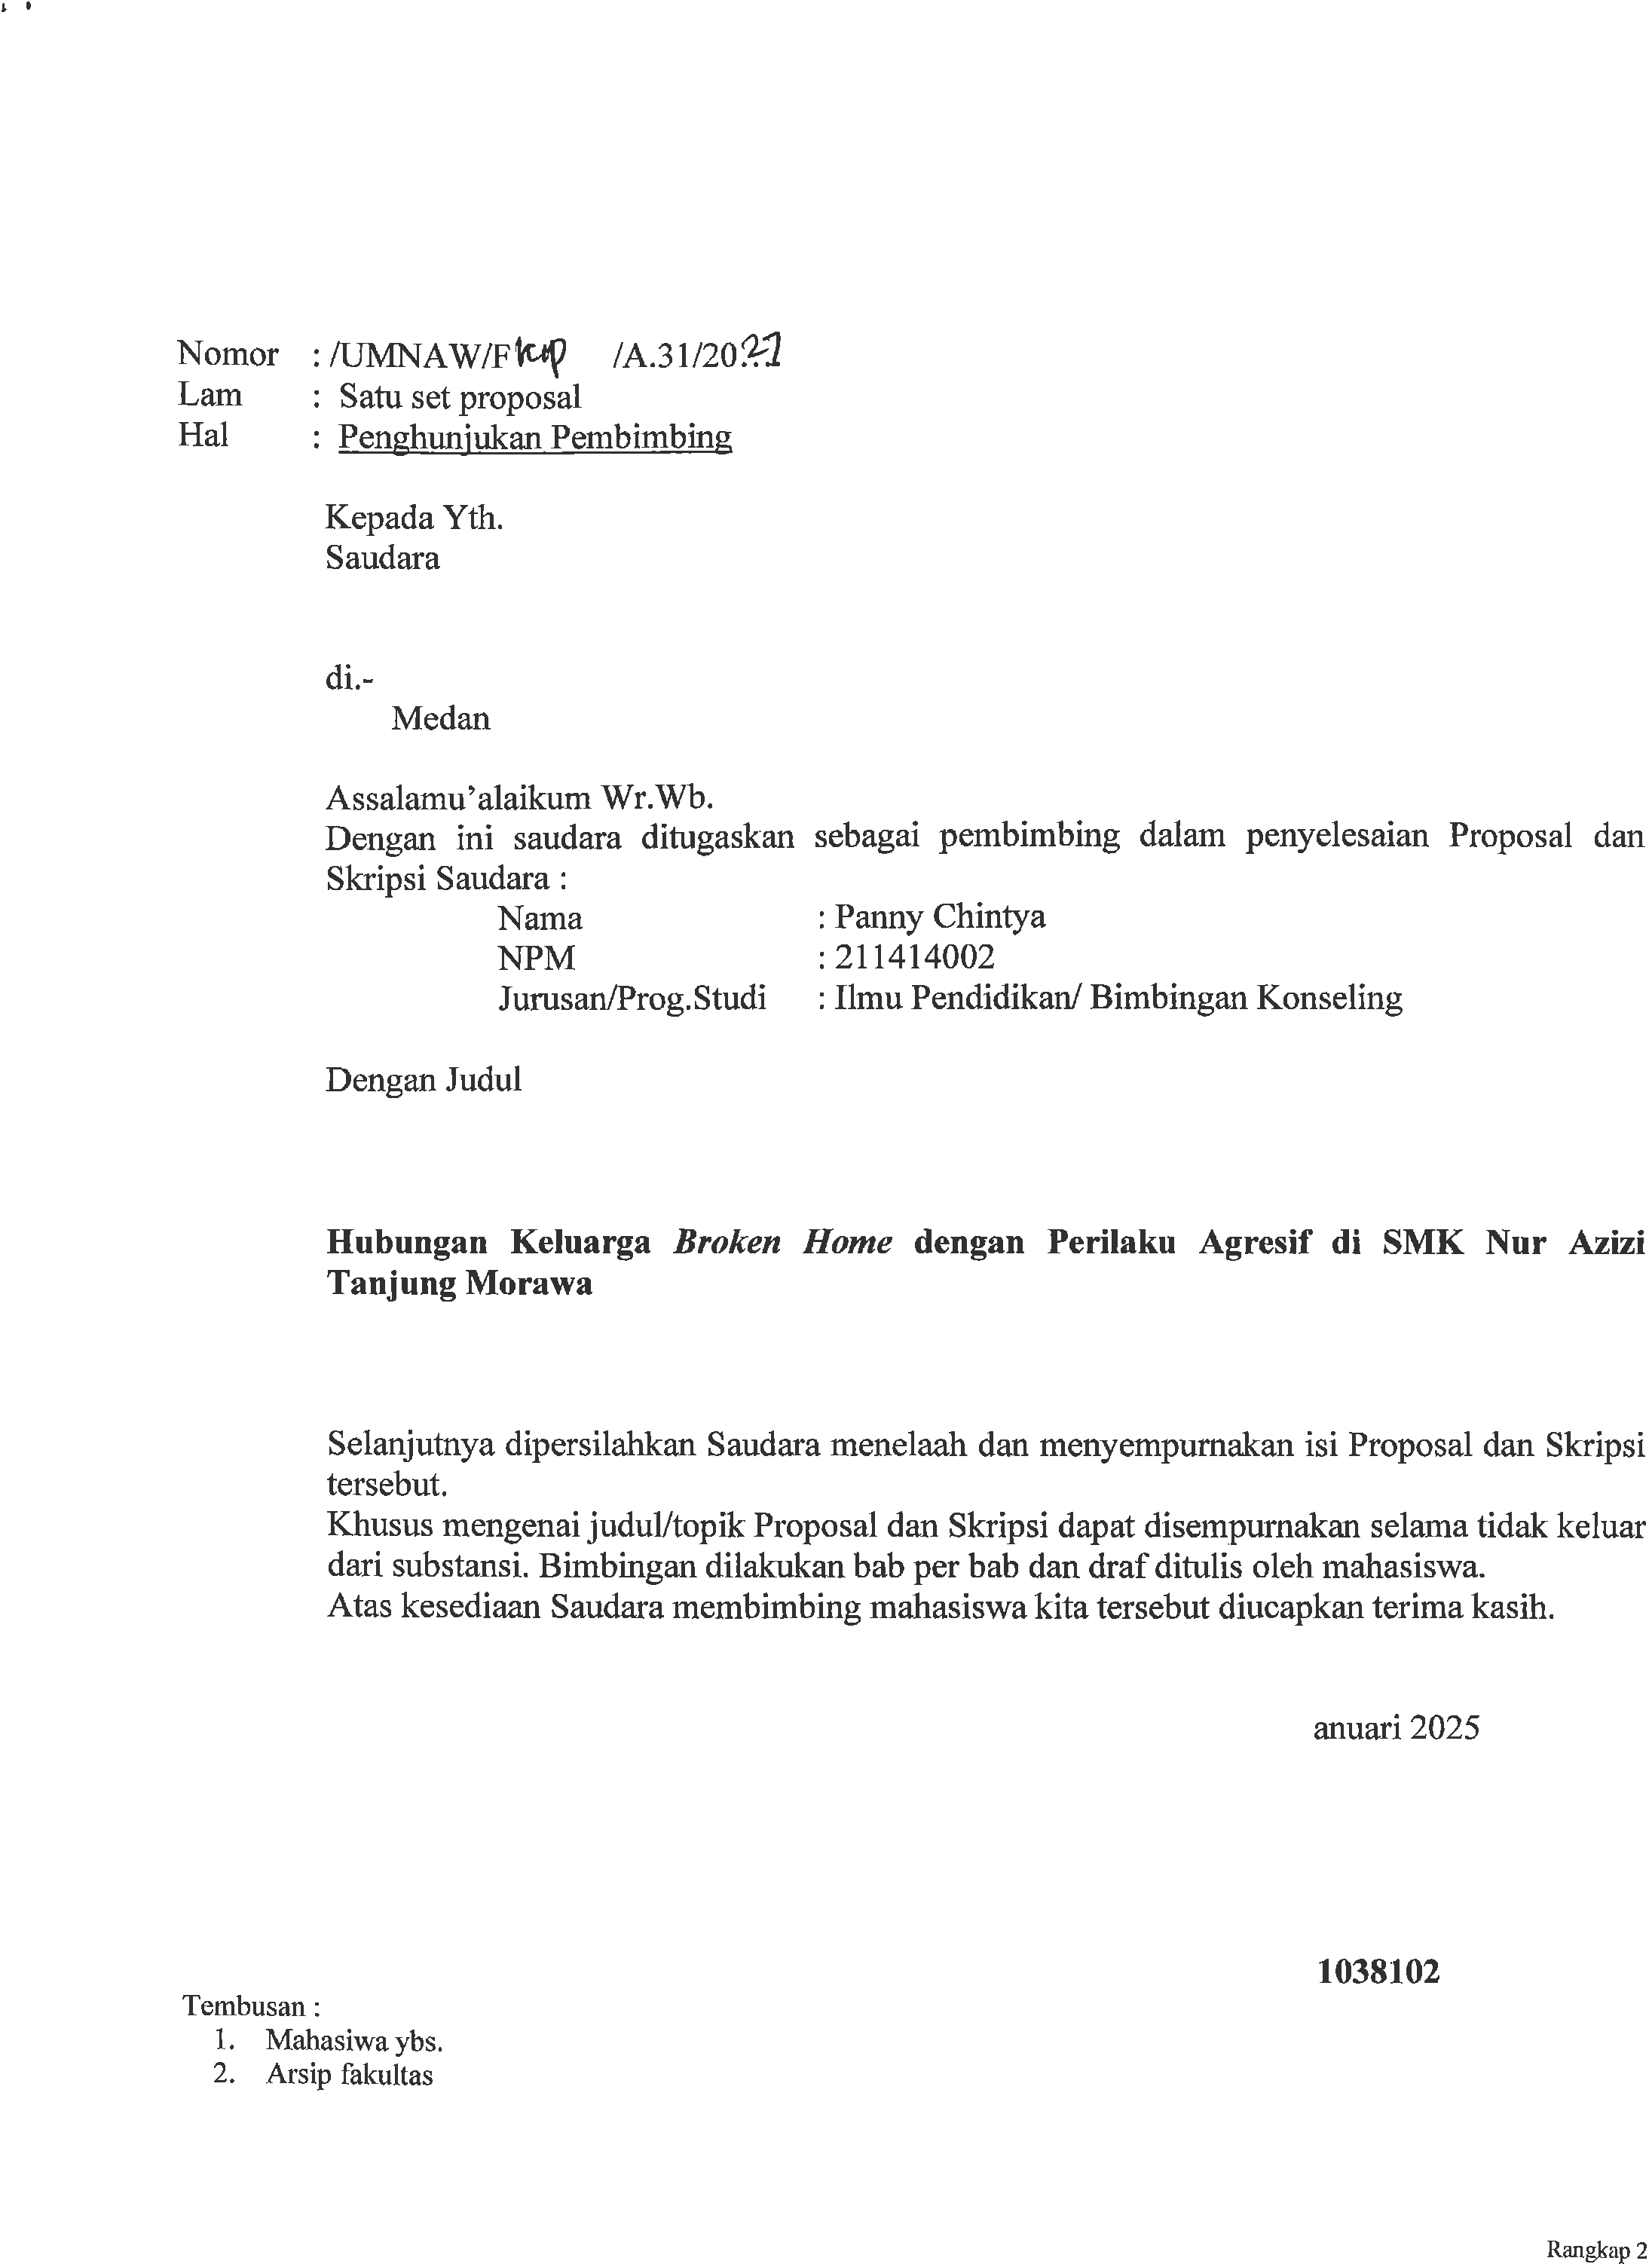 Nomor : /UMNAW/Fkip /A.31/20
Lam : Satu set proposal
Hal : Penghunjukan Pembimbing
Kepada Yth.
Saudara
di.-
Medan
Assalamu’alaikum Wr.Wb.
Dengan ini saudara ditugaskan sebagai pembimbing dalam penyelesaian Proposal dan
Skripsi Saudara :
Nama : Panny Chintya
NPM : 211414002
Jurusan/Prog.Studi : Ilmu Pendidikan/ Bimbingan Konseling
Dengan Judul
Hubungan Keluarga Broken Home dengan Perilaku Agresif di SMK Nur Azizi
Tanjung Morawa
Selanjutnya dipersilahkan Saudara menelaah dan menyempurnakan isi Proposal dan Skripsi
tersebut.
Khusus mengenai judul/topik Proposal dan Skripsi dapat disempurnakan selama tidak keluar
dari substansi. Bimbingan dilakukan bab per bab dan draf ditulis oleh mahasiswa.
Atas kesediaan Saudara membimbing mahasiswa kita tersebut diucapkan terima kasih.
anuari 2025
1038102
Tembusan :
1. Mahasiwa ybs.
2. Arsip fakultas
Rangkap 2